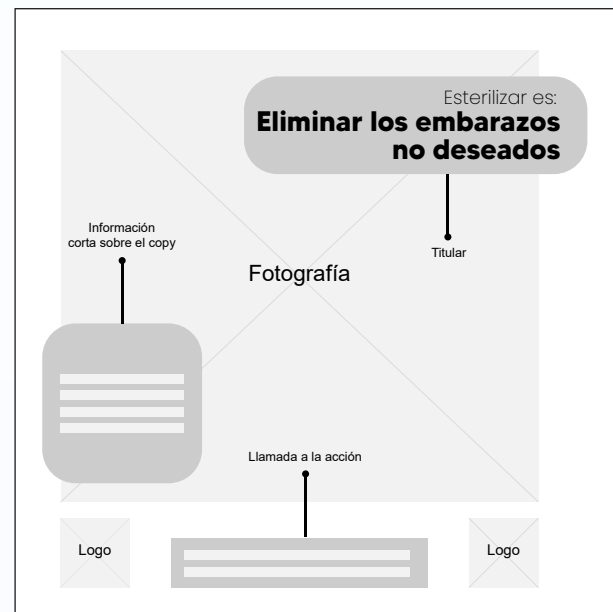 Esterilizar es:
Eliminar los embarazos
no deseados
Información
corta sobre el copy
Titular
Fotografía
Llamada a la acción
Logo
Logo